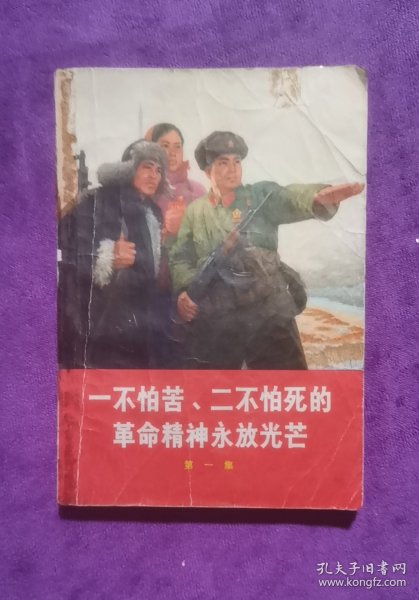 一不怕苦、二不怕死的
革命精神永放光芒
第一集
孔夫子旧书网
www.kongfz.com